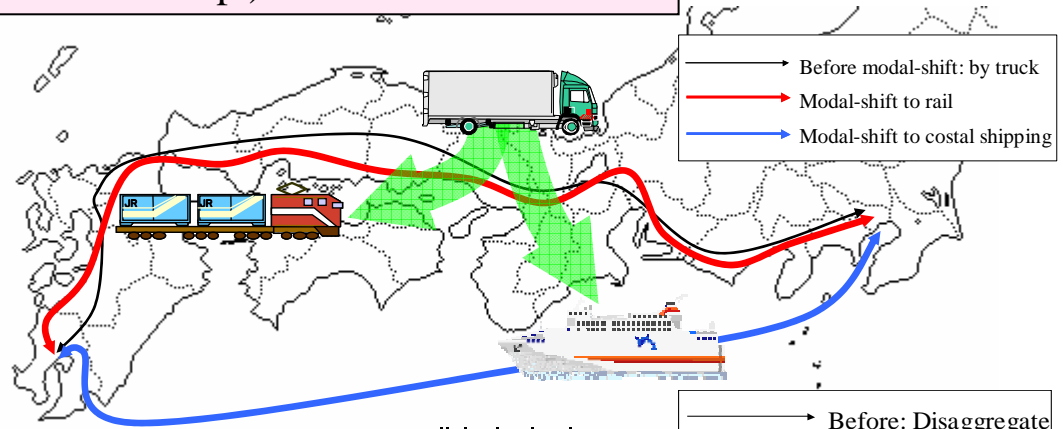 Before modal-shift: by truck
Modal-shift to rail
Modal-shift to costal shipping
JR
JR
Before: Disaggregate